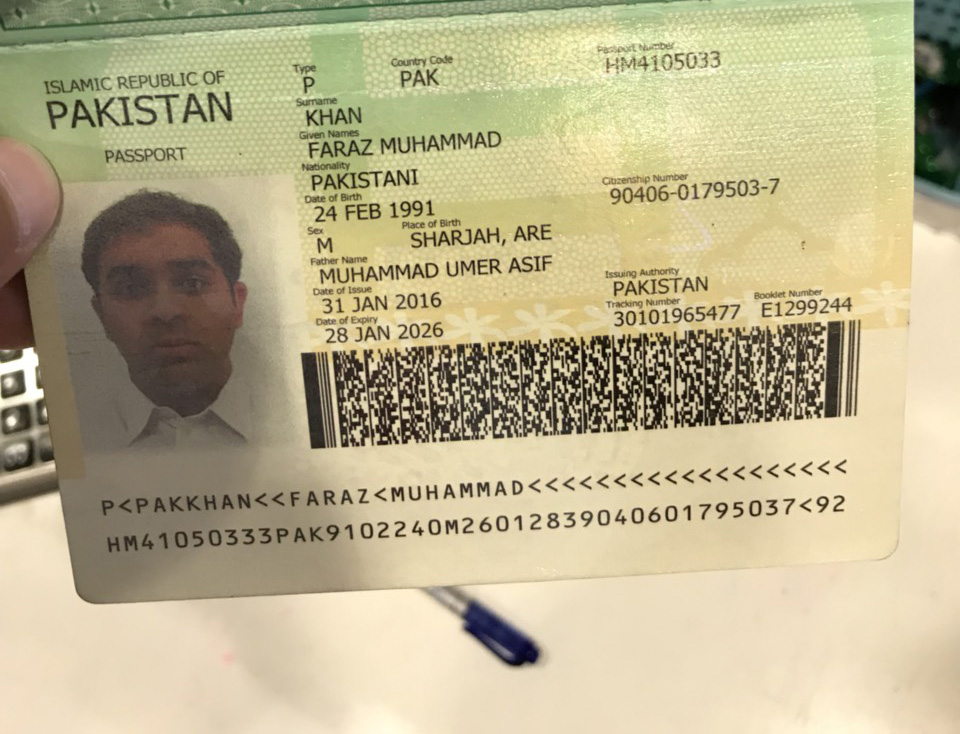 ISLAMIC REPUBLIC OF
PAKISTAN
PASSPORT
Type Country Code Passport Number
P PAK HM4105033
Surname
KHAN
Given Names
FARAZ MUHAMMAD
Nationality
PAKISTANI
Citizenship Number
90406-0179503-7
Date of Birth
24 FEB 1991
Sex Place of Birth
M SHARJAH, ARE
Father Name
MUHAMMAD UMER ASIF
Issuing Authority
PAKISTAN
Date of Issue
31 JAN 2016
Tracking Number Booklet Number
30101965477 E1299244
Date of Expiry
28 JAN 2026
P<PAKKHAN<<FARAZ<MUHAMMAD<<<<<<<<<<<<<<<<<<<
HM41050333PAK9102240M26012839040601795037<92